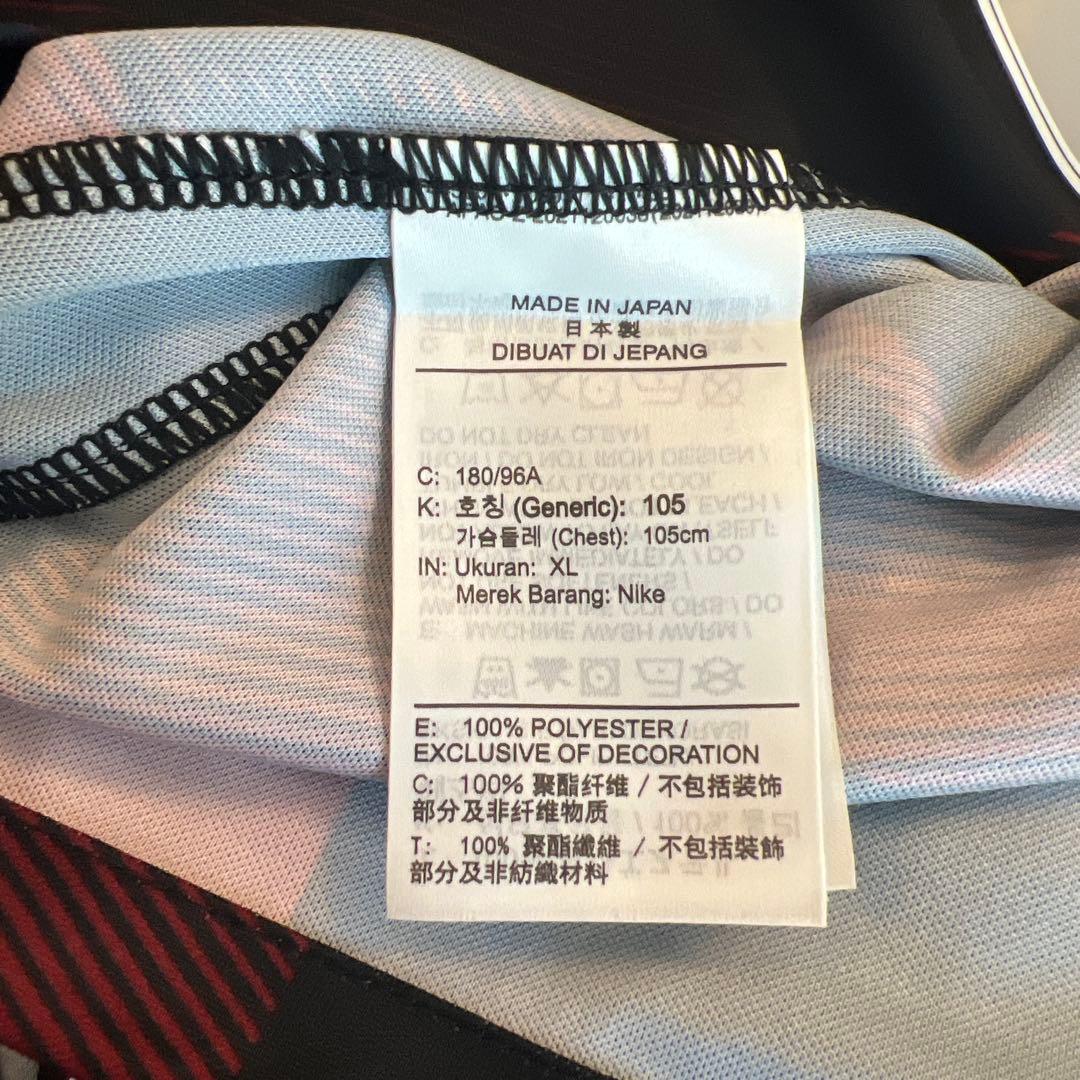 MADE IN JAPAN
日本製
DIBUAT DI JEPANG
C: 180/96A
K: 호칭 (Generic): 105
가슴둘레 (Chest): 105cm
IN: Ukuran: XL
Merek Barang: Nike
E: 100% POLYESTER /
EXCLUSIVE OF DECORATION
C: 100% 聚酯纤维 / 不包括装饰
部分及非纤维物质
T: 100% 聚酯纖維 / 不包括裝飾
部分及非紡織材料